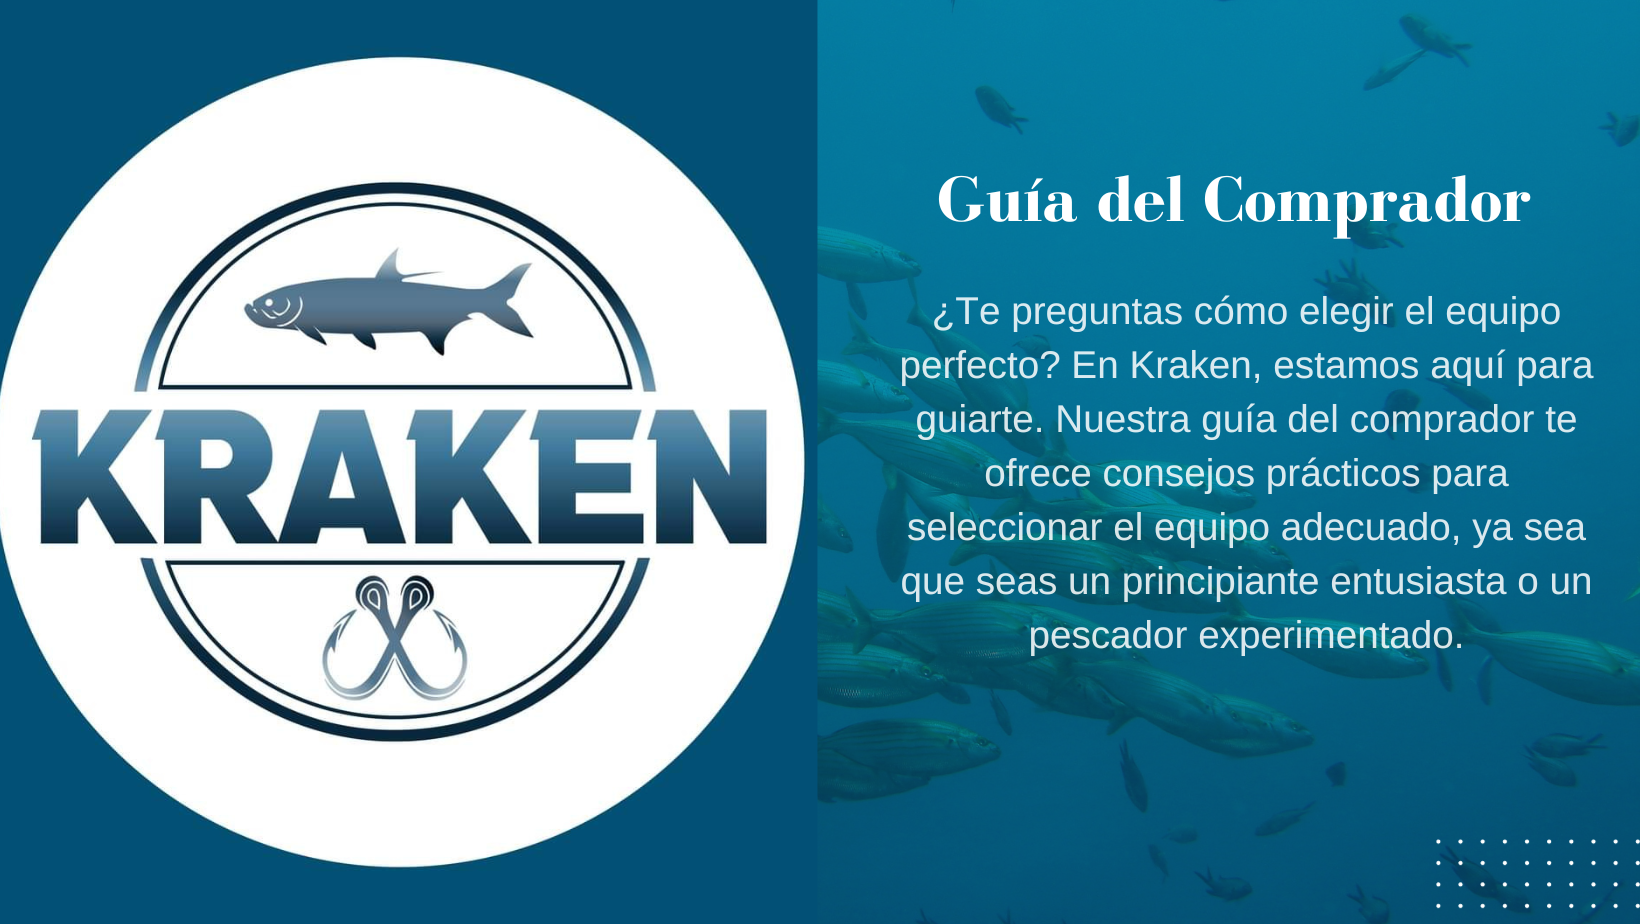 KRAKEN
Guía del Comprador
¿Te preguntas cómo elegir el equipo
perfecto? En Kraken, estamos aquí para
guiarte. Nuestra guía del comprador te
ofrece consejos prácticos para
seleccionar el equipo adecuado, ya sea
que seas un principiante entusiasta o un
pescador experimentado.